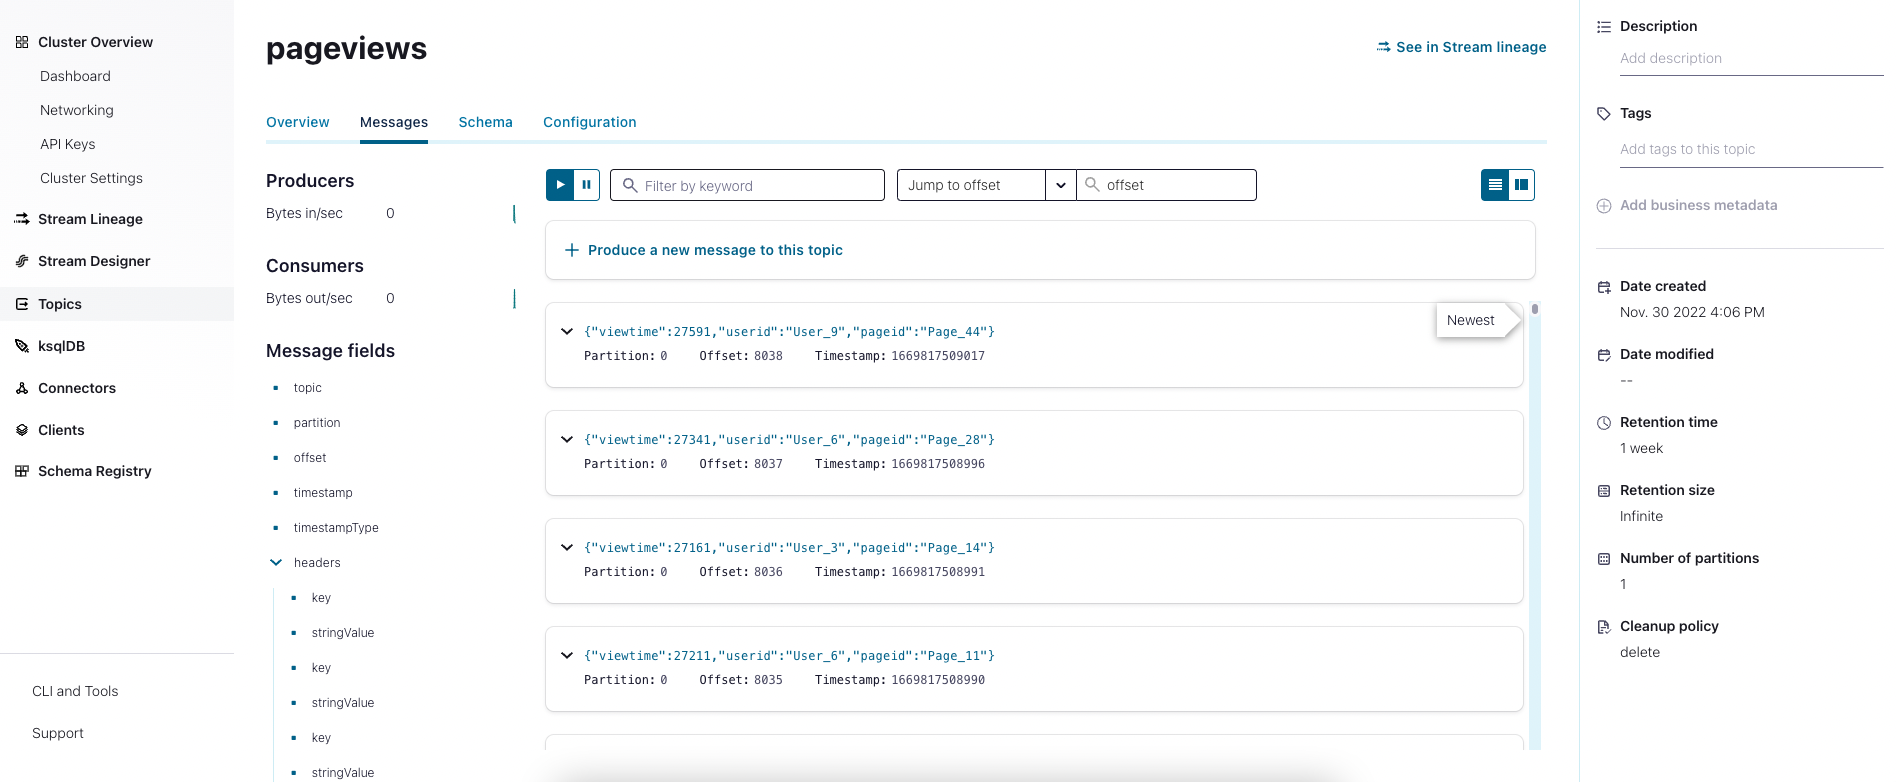 Cluster Overview
Dashboard
Networking
API Keys
Cluster Settings
Stream Lineage
Stream Designer
Topics
ksqlDB
Connectors
Clients
Schema Registry
CLI and Tools
Support
pageviews
See in Stream lineage
Overview Messages Schema Configuration
Producers
Bytes in/sec 0
Consumers
Bytes out/sec 0
Message fields
topic
partition
offset
timestamp
timestampType
headers
key
stringValue
key
stringValue
key
stringValue
Filter by keyword Jump to offset offset
Produce a new message to this topic
{"viewtime":27591,"userid":"User_9","pageid":"Page_44"}
Partition: 0 Offset: 8038 Timestamp: 1669817509017
Newest
{"viewtime":27341,"userid":"User_6","pageid":"Page_28"}
Partition: 0 Offset: 8037 Timestamp: 1669817508996
{"viewtime":27161,"userid":"User_3","pageid":"Page_14"}
Partition: 0 Offset: 8036 Timestamp: 1669817508991
{"viewtime":27211,"userid":"User_6","pageid":"Page_11"}
Partition: 0 Offset: 8035 Timestamp: 1669817508990
Description
Add description
Tags
Add tags to this topic
Add business metadata
Date created
Nov. 30 2022 4:06 PM
Date modified
--
Retention time
1 week
Retention size
Infinite
Number of partitions
1
Cleanup policy
delete